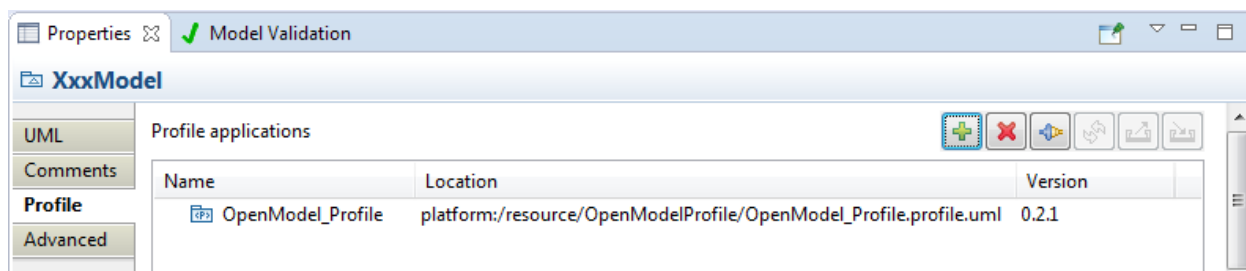 Properties Model Validation
XxxModel
UML
Profile applications
Comments
Name Location Version
Profile
OpenModel_Profile platform:/resource/OpenModelProfile/OpenModel_Profile.profile.uml 0.2.1
Advanced